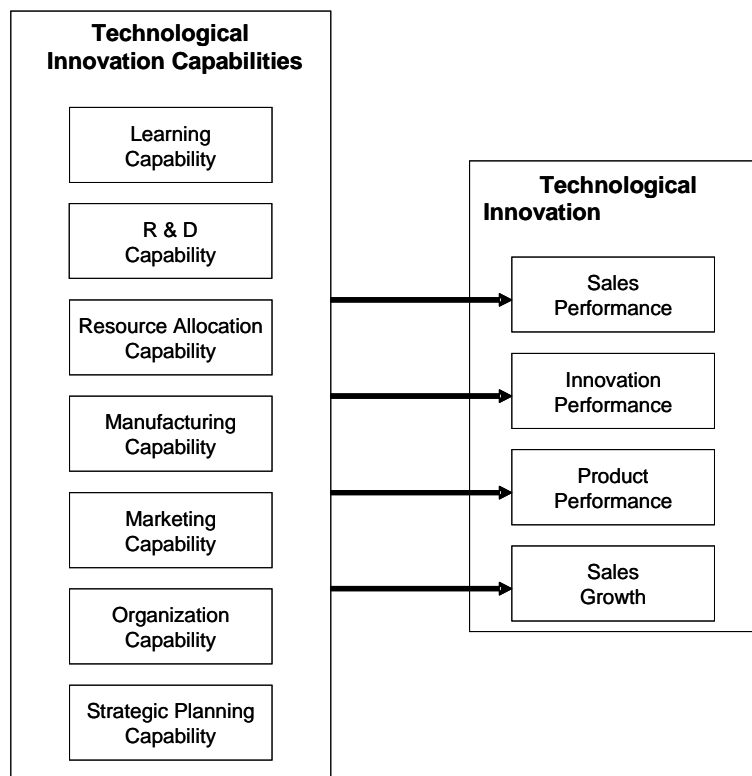 Technological
Innovation Capabilities
Learning
Capability
R & D
Capability
Resource Allocation
Capability
Manufacturing
Capability
Marketing
Capability
Organization
Capability
Strategic Planning
Capability
Technological
Innovation
Sales
Performance
Innovation
Performance
Product
Performance
Sales
Growth